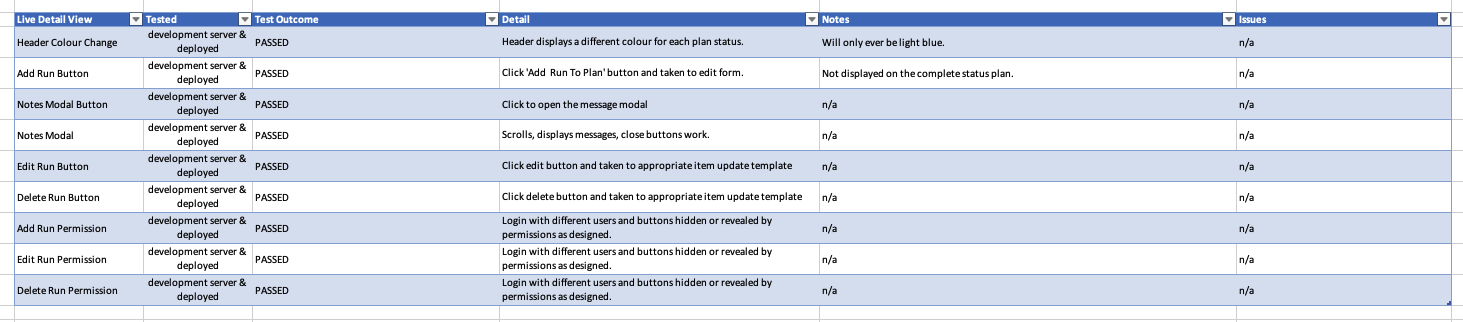 Live Detail View Tested Test Outcome Detail Notes Issues
Header Colour Change development server & deployed PASSED Header displays a different colour for each plan status. Will only ever be light blue. n/a
Add Run Button development server & deployed PASSED Click 'Add  Run To Plan' button and taken to edit form. Not displayed on the complete status plan. n/a
Notes Modal Button development server & deployed PASSED Click to open the message modal n/a n/a
Notes Modal development server & deployed PASSED Scrolls, displays messages, close buttons work. n/a n/a
Edit Run Button development server & deployed PASSED Click edit button and taken to appropriate item update template n/a n/a
Delete Run Button development server & deployed PASSED Click delete button and taken to appropriate item update template n/a n/a
Add Run Permission development server & deployed PASSED Login with different users and buttons hidden or revealed by permissions as designed. n/a n/a
Edit Run Permission development server & deployed PASSED Login with different users and buttons hidden or revealed by permissions as designed. n/a n/a
Delete Run Permission development server & deployed PASSED Login with different users and buttons hidden or revealed by permissions as designed. n/a n/a